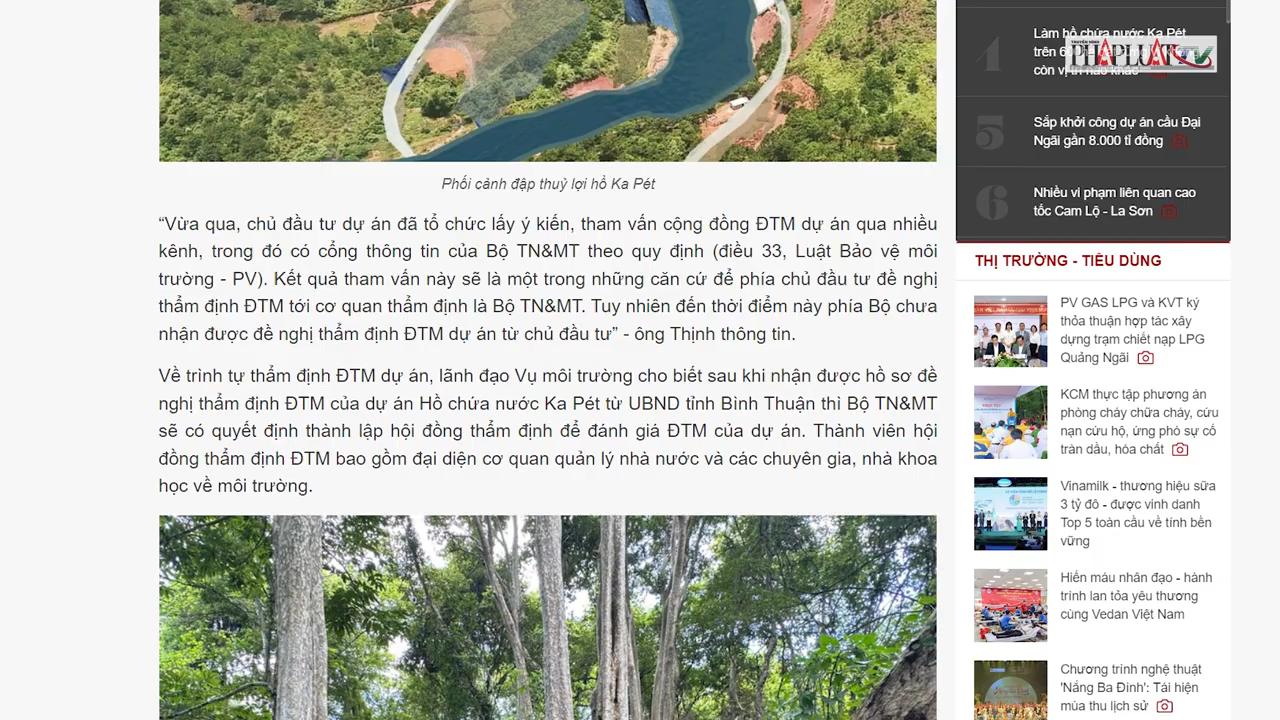 Phối cảnh đập thuỷ lợi hồ Ka Pét
“Vừa qua, chủ đầu tư dự án đã tổ chức lấy ý kiến, tham vấn cộng đồng ĐTM dự án qua nhiều
kênh, trong đó có cổng thông tin của Bộ TN&MT theo quy định (điều 33, Luật Bảo vệ môi
trường - PV). Kết quả tham vấn này sẽ là một trong những căn cứ để phía chủ đầu tư đề nghị
thẩm định ĐTM tới cơ quan thẩm định là Bộ TN&MT. Tuy nhiên đến thời điểm này phía Bộ chưa
nhận được đề nghị thẩm định ĐTM dự án từ chủ đầu tư” - ông Thịnh thông tin.
Về trình tự thẩm định ĐTM dự án, lãnh đạo Vụ môi trường cho biết sau khi nhận được hồ sơ đề
nghị thẩm định ĐTM của dự án Hồ chứa nước Ka Pét từ UBND tỉnh Bình Thuận thì Bộ TN&MT
sẽ có quyết định thành lập hội đồng thẩm định để đánh giá ĐTM của dự án. Thành viên hội
đồng thẩm định ĐTM bao gồm đại diện cơ quan quản lý nhà nước và các chuyên gia, nhà khoa
học về môi trường.
4
Làm hồ chứa nước Ka Pét
trên
còn vị trí nào khác
TRUYỀN HÌNH
PHÁPLUẬT TV
5
Sắp khởi công dự án cầu Đại
Ngãi gần 8.000 tỉ đồng
6
Nhiều vi phạm liên quan cao
tốc Cam Lộ - La Sơn
THỊ TRƯỜNG - TIÊU DÙNG
PV GAS LPG và KVT ký
thỏa thuận hợp tác xây
dựng trạm chiết nạp LPG
Quảng Ngãi
KCM thực tập phương án
phòng cháy chữa cháy, cứu
nạn cứu hộ, ứng phó sự cố
tràn dầu, hóa chất
Vinamilk - thương hiệu sữa
3 tỷ đô - được vinh danh
Top 5 toàn cầu về tính bền
vững
Hiến máu nhân đạo - hành
trình lan tỏa yêu thương
cùng Vedan Việt Nam
Chương trình nghệ thuật
'Nắng Ba Đình': Tái hiện
mùa thu lịch sử